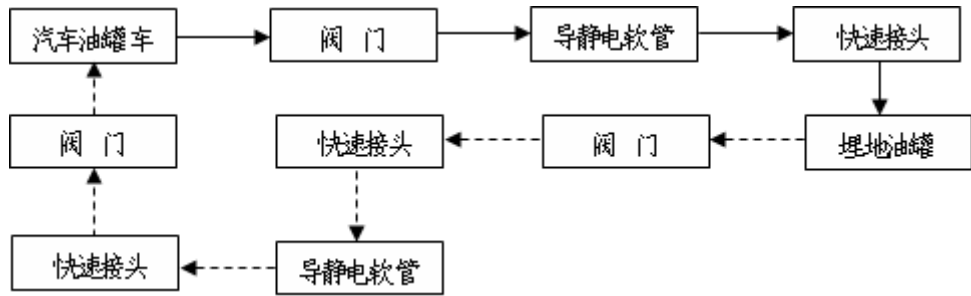 汽车油罐车
阀 门
导静电软管
快速接头
阀 门
快速接头
阀 门
埋地油罐
快速接头
导静电软管